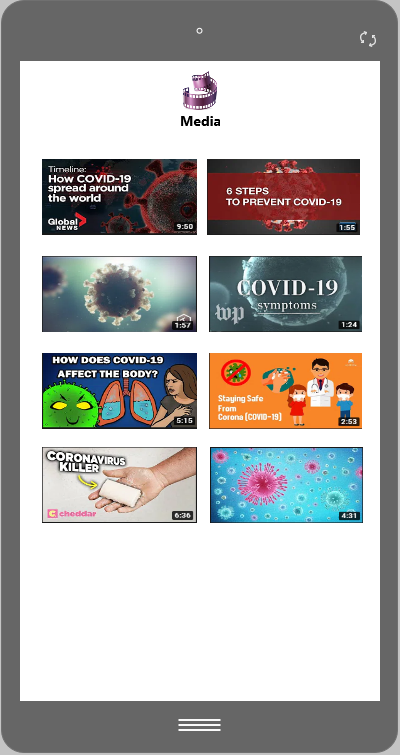 Media
Timeline:
How COVID-19
spread around
the world
Global
NEWS
9:50
6 STEPS
TO PREVENT COVID-19
1:55
1:57
COVID-19
symptoms
wp
1:24
HOW DOES COVID-19
AFFECT THE BODY?
5:15
Staying Safe
From
Corona (COVID-19)
2:53
CORONAVIRUS
KILLER
C cheddar
6:36
4:31